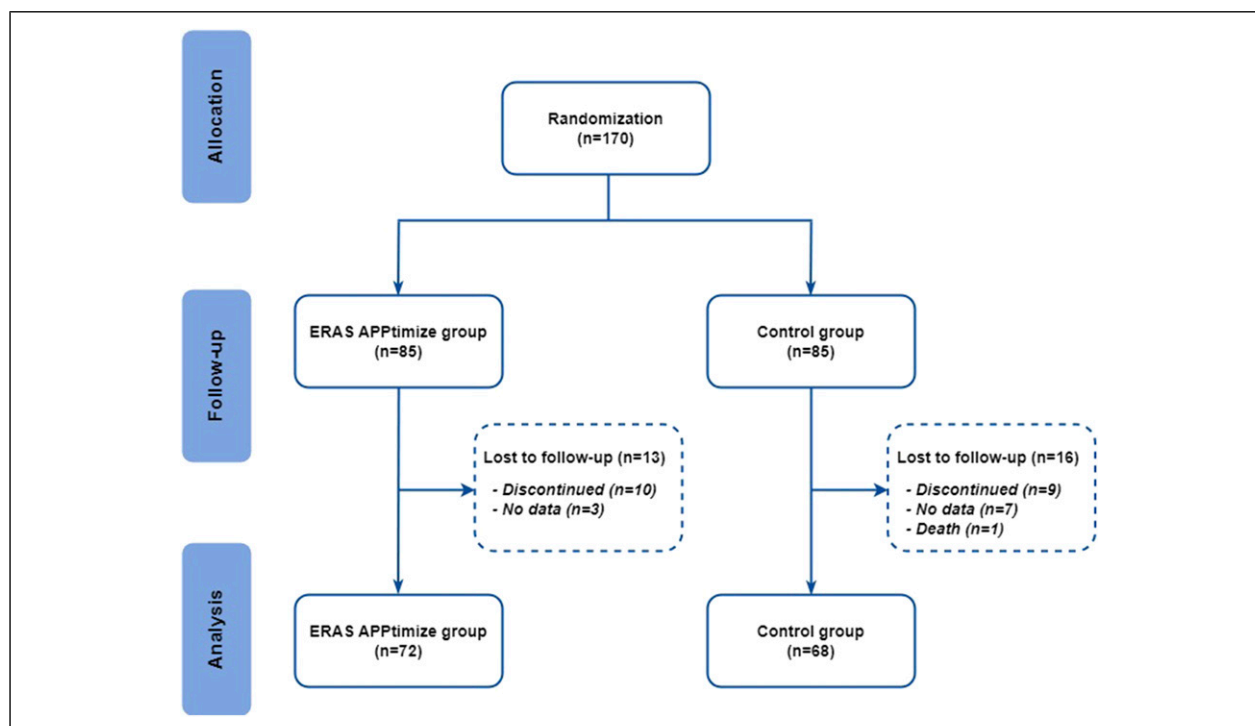 Allocation
Randomization
(n=170)
Follow-up
ERAS APPtimize group
(n=85)
Control group
(n=85)
Lost to follow-up (n=13)
- Discontinued (n=10)
- No data (n=3)
Lost to follow-up (n=16)
- Discontinued (n=9)
- No data (n=7)
- Death (n=1)
Analysis
ERAS APPtimize group
(n=72)
Control group
(n=68)